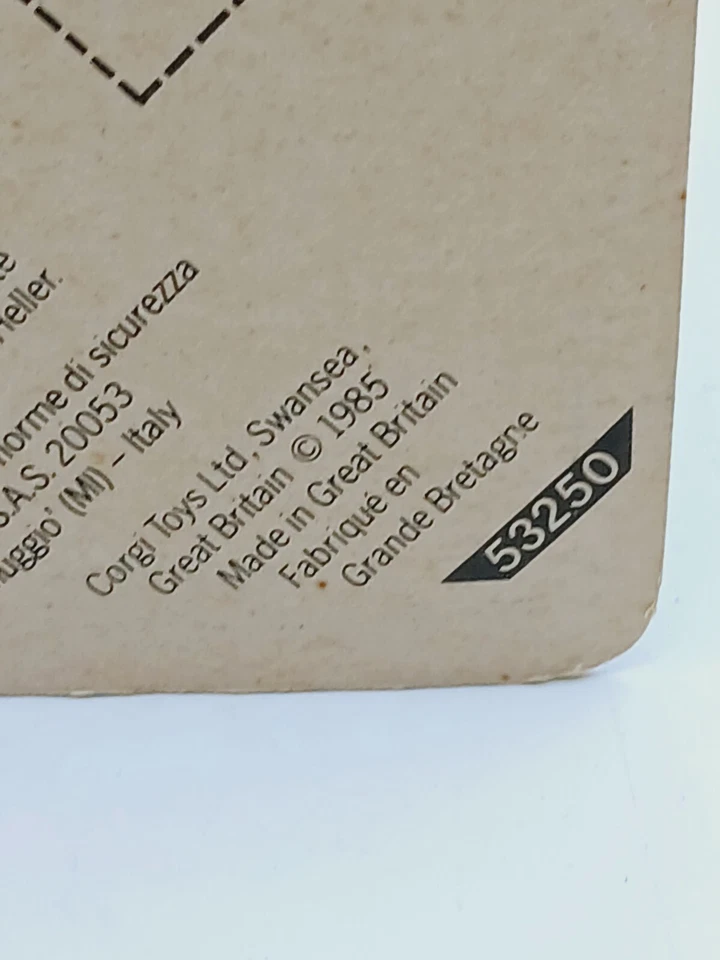 Heller.
norme di sicurezza
S.A.S. 20053
(MI) – Italy
Corgi Toys Ltd, Swansea,
Great Britain © 1985
Made in Great Britain
Fabriqué en
Grande Bretagne
53250